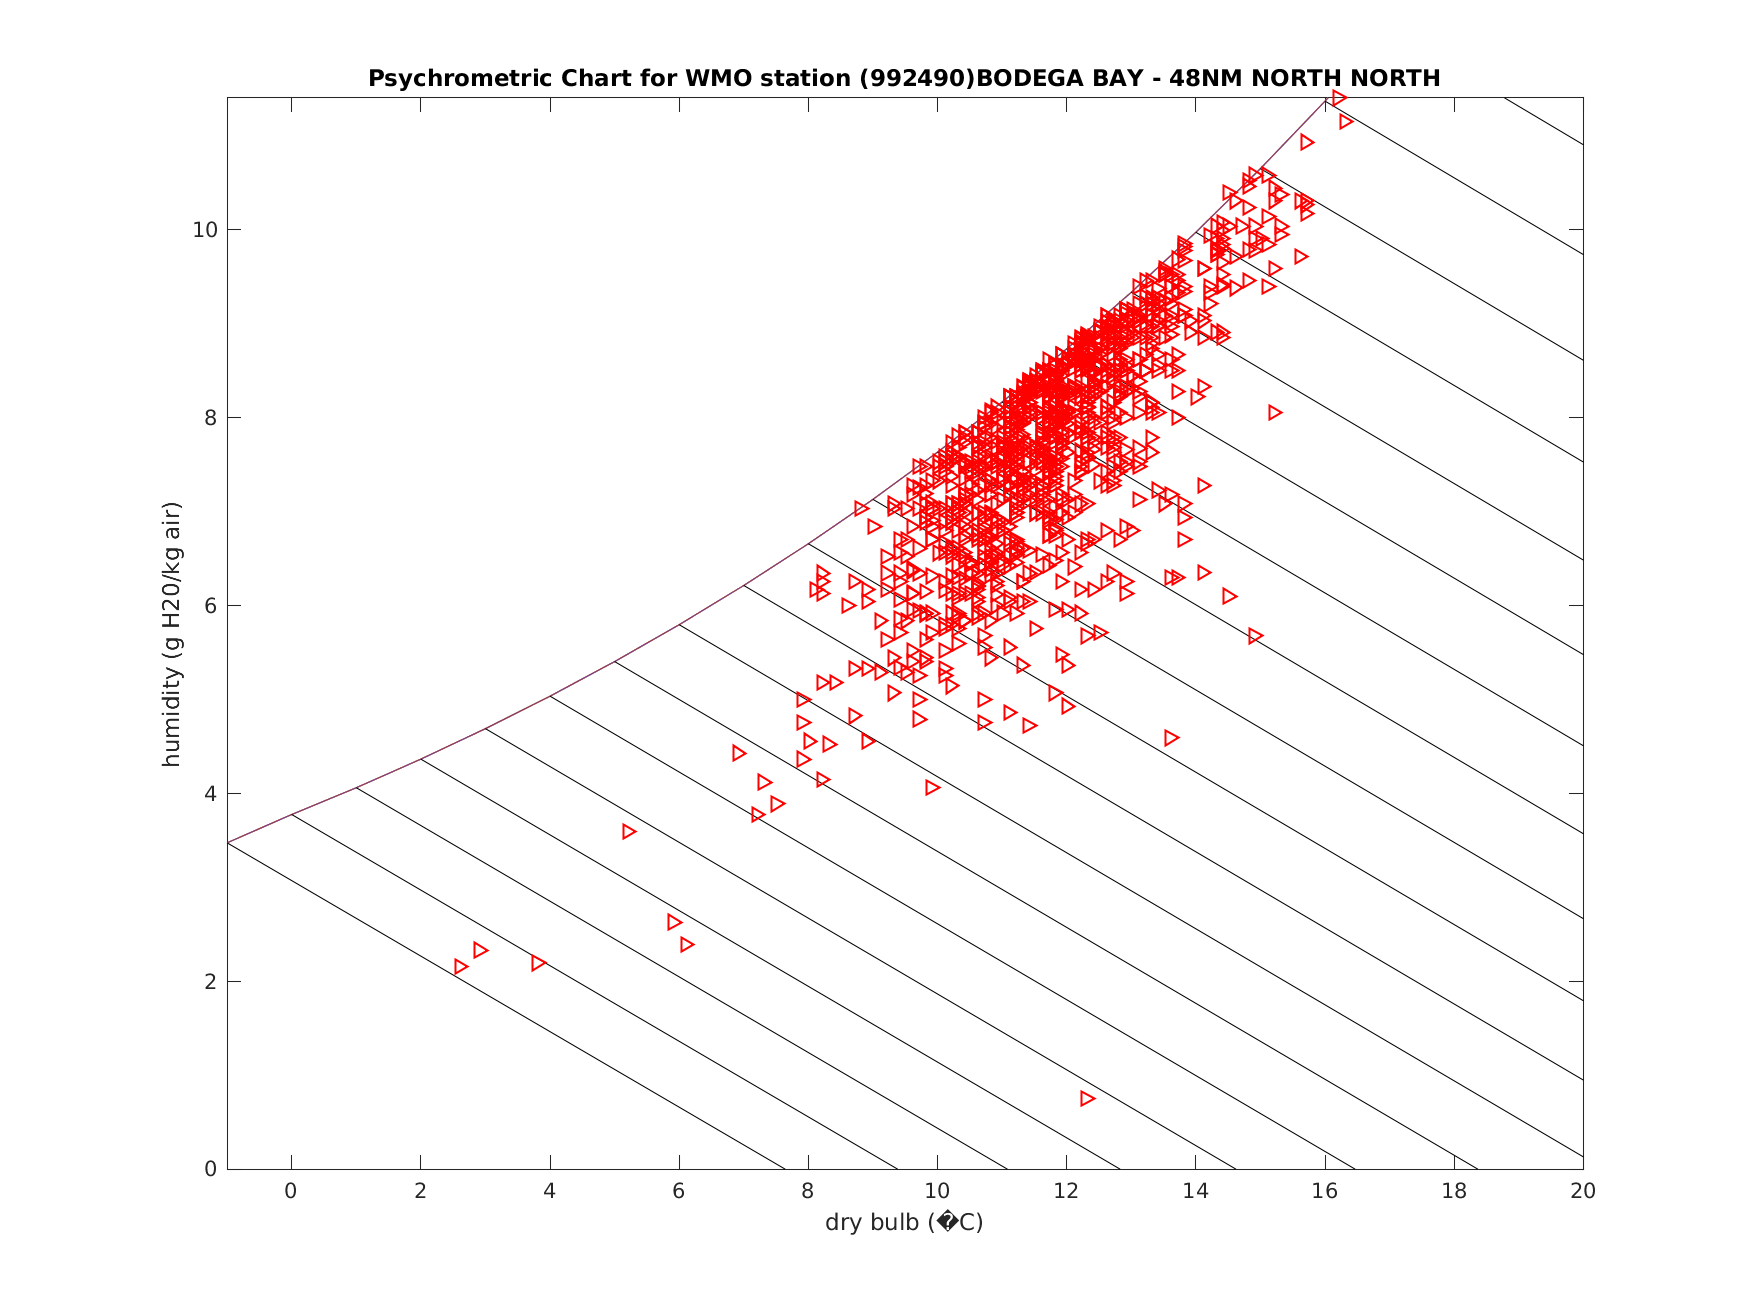 Psychrometric Chart for WMO station (992490)BODEGA BAY - 48NM NORTH NORTH
humidity (g H20/kg air)
10
8
6
4
2
0
0 2 4 6 8 10 12 14 16 18 20
dry bulb (�C)